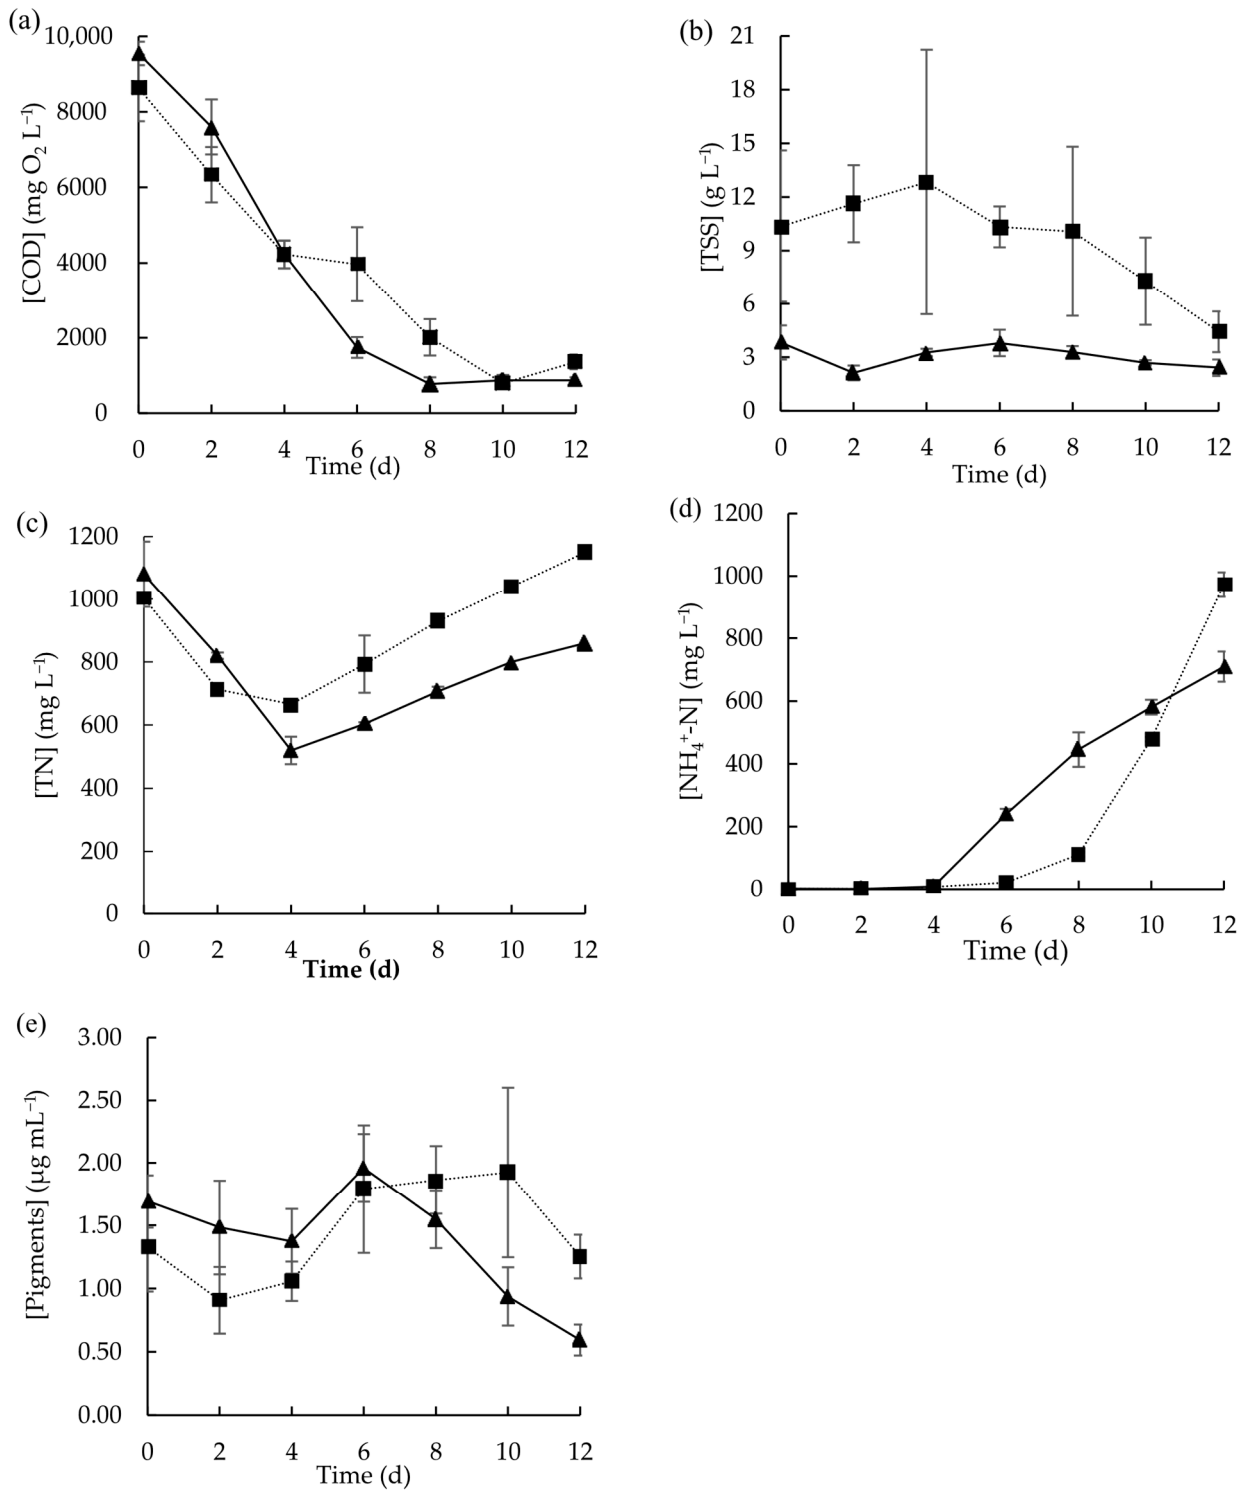 (a)
10,000
8000
6000
4000
2000
0
[COD] (mg O₂ L⁻¹)
0 2 4 6 8 10 12
Time (d)
(b)
21
18
15
12
9
6
3
0
[TSS] (g L⁻¹)
0 2 4 6 8 10 12
Time (d)
(c)
1200
1000
800
600
400
200
0
[TN] (mg L⁻¹)
0 2 4 6 8 10 12
Time (d)
(d)
1200
1000
800
600
400
200
0
[NH₄⁺-N] (mg L⁻¹)
0 2 4 6 8 10 12
Time (d)
(e)
3.00
2.50
2.00
1.50
1.00
0.50
0.00
[Pigments] (µg mL⁻¹)
0 2 4 6 8 10 12
Time (d)